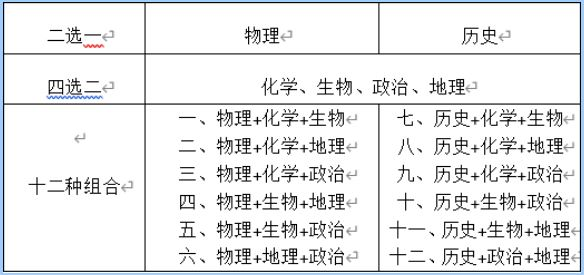 二选一 物理 历史
四选二 化学、生物、政治、地理
十二种组合
一、物理+化学+生物 七、历史+化学+生物
二、物理+化学+地理 八、历史+化学+地理
三、物理+化学+政治 九、历史+化学+政治
四、物理+生物+地理 十、历史+生物+政治
五、物理+生物+政治 十一、历史+生物+地理
六、物理+地理+政治 十二、历史+政治+地理